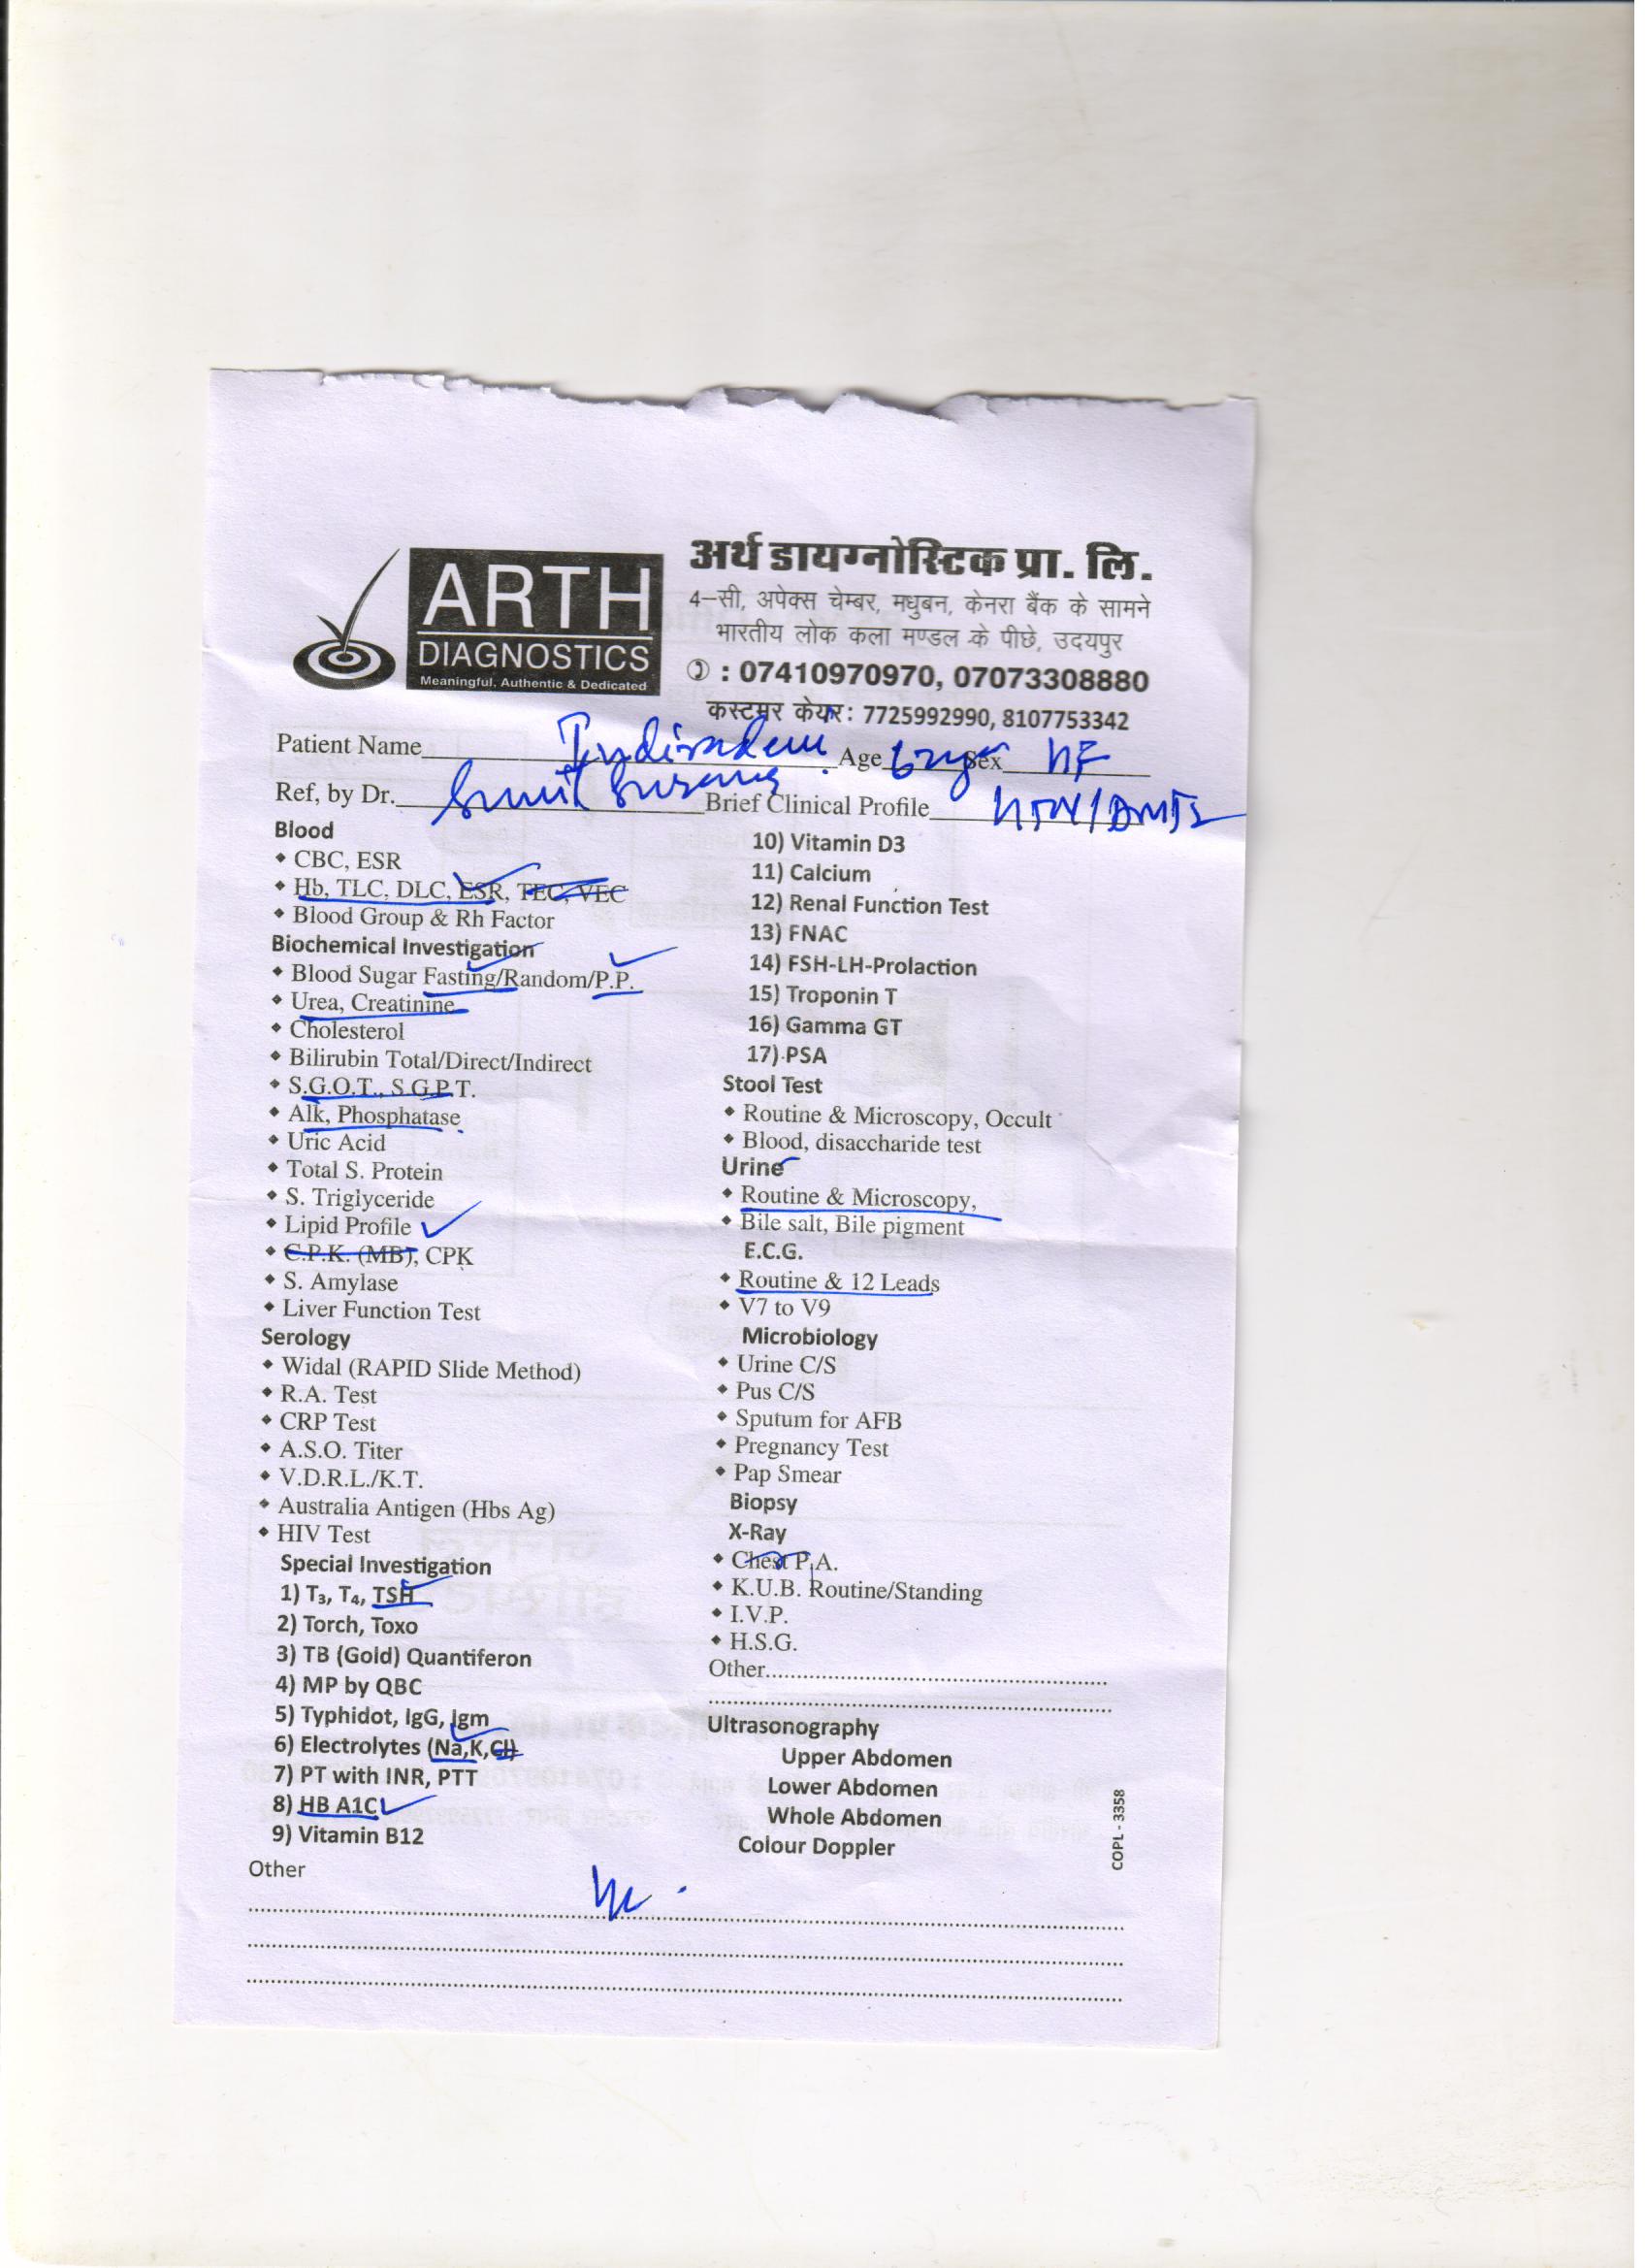 अर्थ डायग्नोस्टिक प्रा. लि.
ARTH
DIAGNOSTICS
Meaningful, Authentic & Dedicated
4–सी, अपेक्स चेम्बर, मधुबन, केनरा बैंक के सामने
भारतीय लोक कला मण्डल के पीछे, उदयपुर
: 07410970970, 07073308880
कस्टमर केयर: 7725992990, 8107753342
Patient Name Indiradevi Age Sex
Ref, by Dr. Sunil Brief Clinical Profile
Blood
CBC, ESR
Hb, TLC, DLC, ESR, TEC, VEC
Blood Group & Rh Factor
Biochemical Investigation
Blood Sugar Fasting/Random/P.P.
Urea, Creatinine
Cholesterol
Bilirubin Total/Direct/Indirect
S.G.O.T., S.G.P.T.
Alk, Phosphatase
Uric Acid
Total S. Protein
S. Triglyceride
Lipid Profile
C.P.K. (MB), CPK
S. Amylase
Liver Function Test
Serology
Widal (RAPID Slide Method)
R.A. Test
CRP Test
A.S.O. Titer
V.D.R.L./K.T.
Australia Antigen (Hbs Ag)
HIV Test
Special Investigation
1) T3, T4, TSH
2) Torch, Toxo
3) TB (Gold) Quantiferon
4) MP by QBC
5) Typhidot, IgG, Igm
6) Electrolytes (Na,K,Cl)
7) PT with INR, PTT
8) HB A1C
9) Vitamin B12
10) Vitamin D3
11) Calcium
12) Renal Function Test
13) FNAC
14) FSH-LH-Prolaction
15) Troponin T
16) Gamma GT
17) PSA
Stool Test
Routine & Microscopy, Occult
Blood, disaccharide test
Urine
Routine & Microscopy,
Bile salt, Bile pigment
E.C.G.
Routine & 12 Leads
V7 to V9
Microbiology
Urine C/S
Pus C/S
Sputum for AFB
Pregnancy Test
Pap Smear
Biopsy
X-Ray
Chest P.A.
K.U.B. Routine/Standing
I.V.P.
H.S.G.
Other
Ultrasonography
Upper Abdomen
Lower Abdomen
Whole Abdomen
Colour Doppler
COPL - 3358
Other